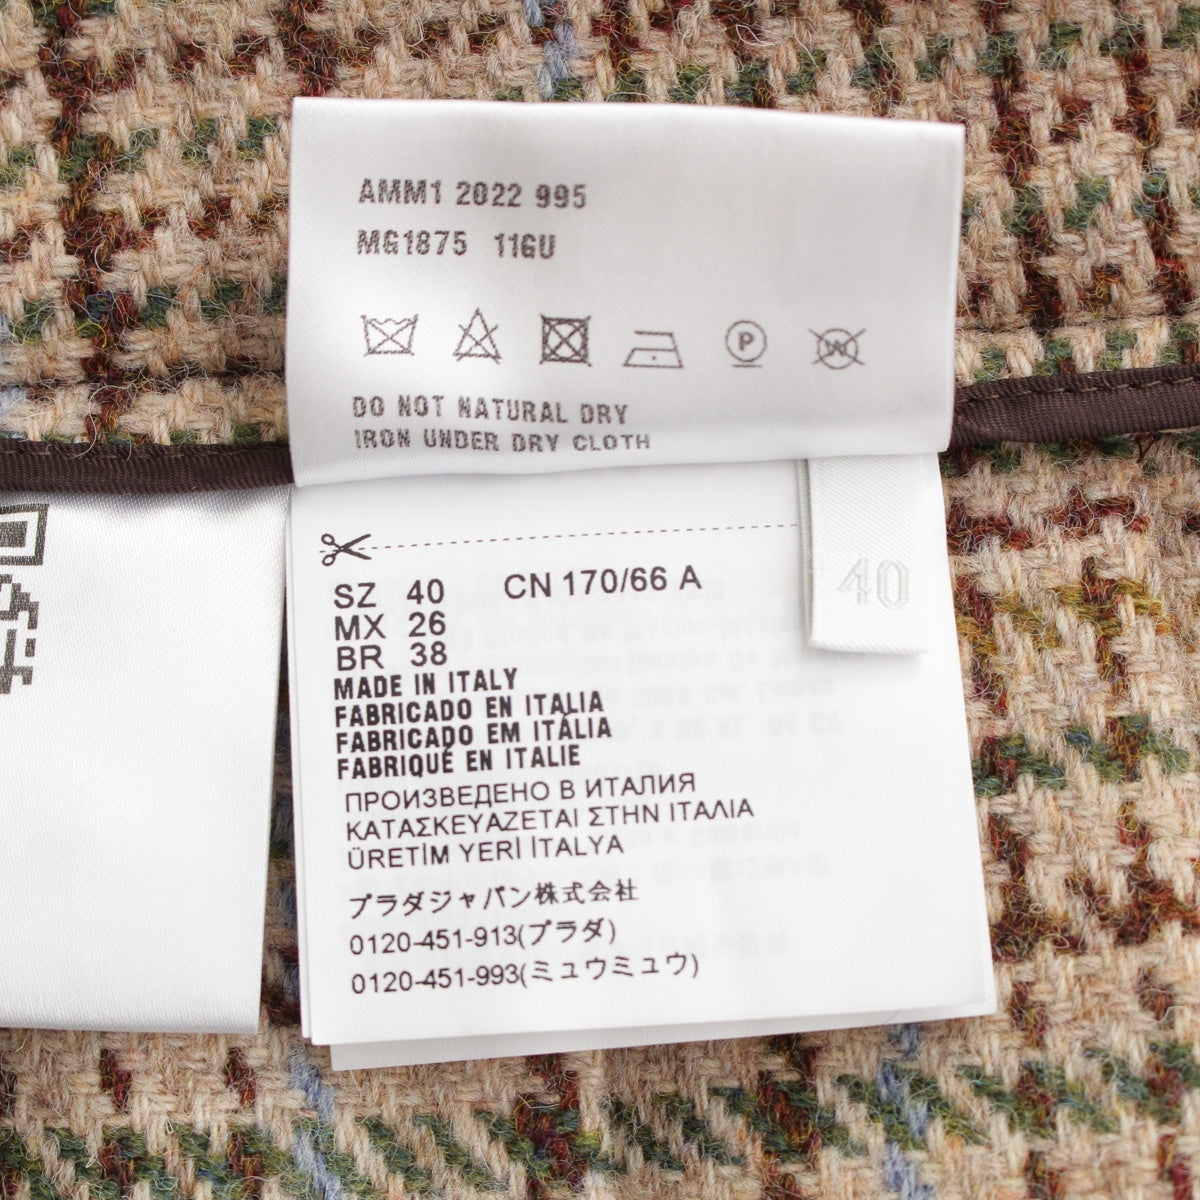 AMM1 2022 995
MG1875 11GU
P
W
DO NOT NATURAL DRY
IRON UNDER DRY CLOTH
SZ 40 CN 170/66 A
MX 26
BR 38
40
MADE IN ITALY
FABRICADO EN ITALIA
FABRICADO EM ITÁLIA
FABRIQUÉ EN ITALIE
ПРОИЗВЕДЕНО В ИТАЛИЯ
ΚΑΤΑΣΚΕΥΑΖΕΤΑΙ ΣΤΗΝ ΙΤΑΛΙΑ
ÜRETİM YERİ İTALYA
プラダジャパン株式会社
0120-451-913(プラダ)
0120-451-993(ミュウミュウ)